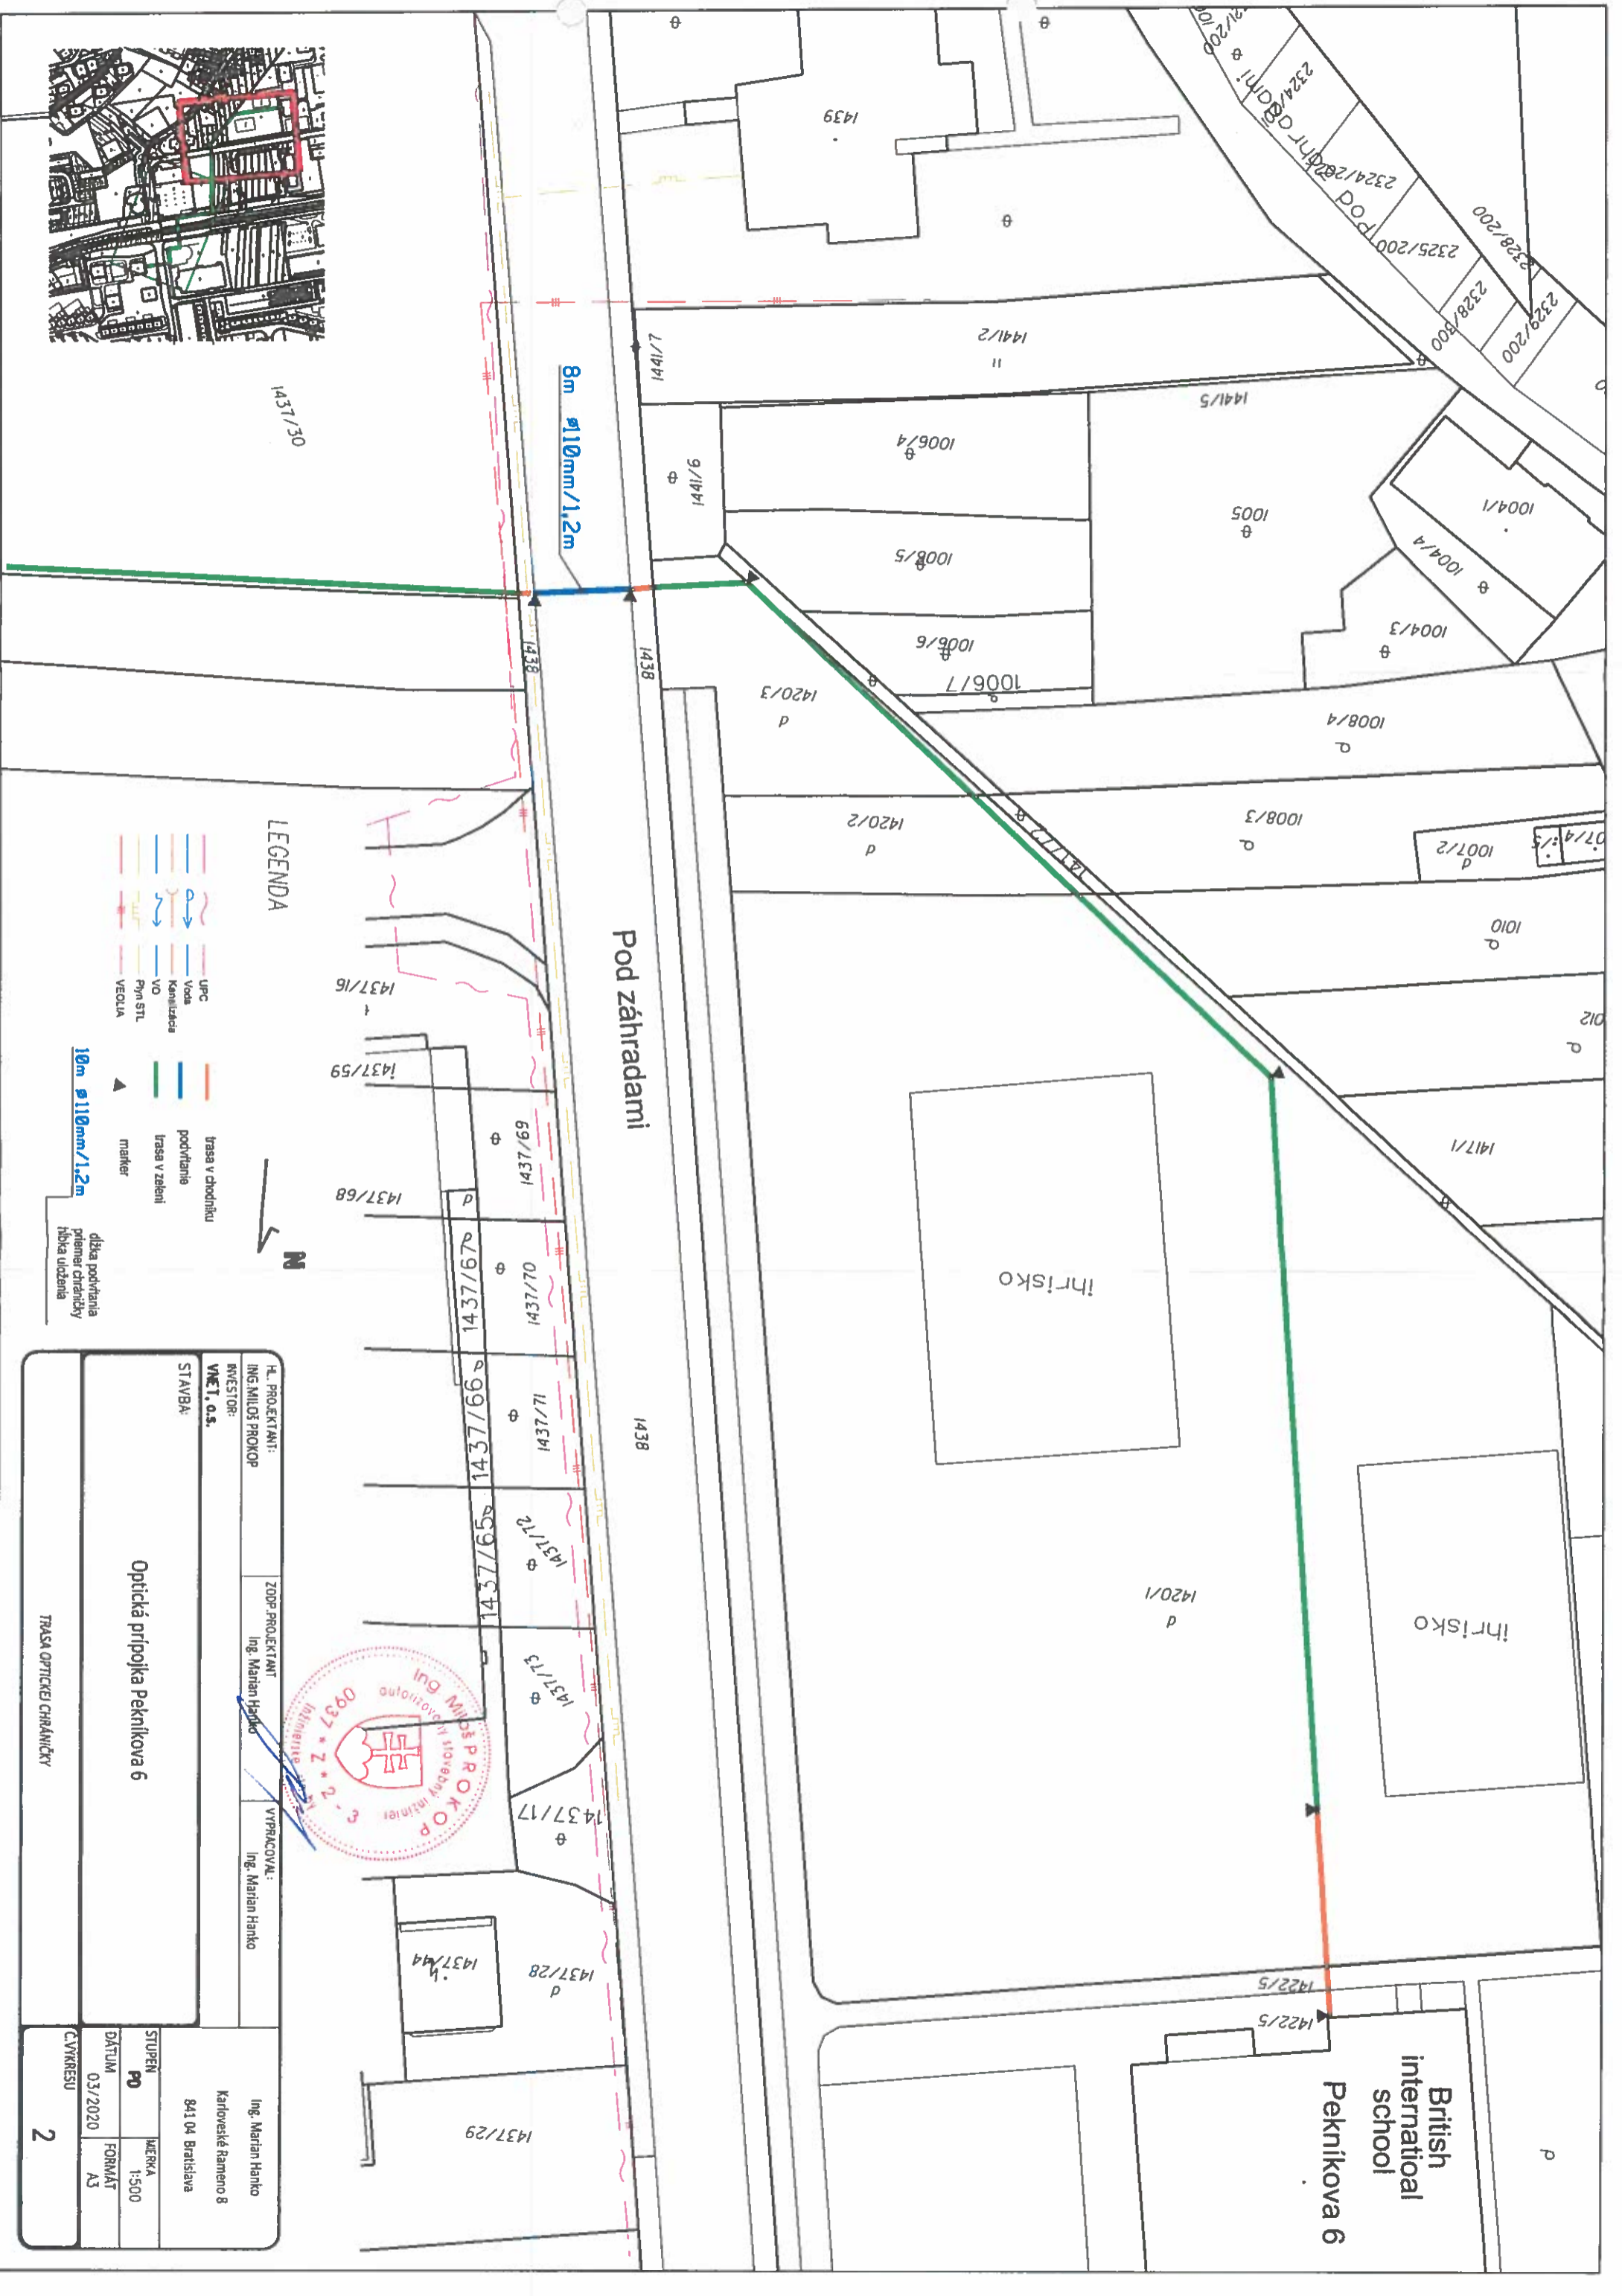 British
internatioal
school
Pekníkova 6
Pod záhradami
ihrisko
ihrisko
8m ø110mm/1,2m
1439
2324/200
2325/200
2328/200
2328/300
2329/200
1441/2
1441/7
1441/5
1441/6
1006/4
1006/6
1006/7
1005
1004/1
1004/4
1004/3
1008/4
1008/3
1007/2
1010
1417/1
1417/2
1420/3
1420/2
1420/1
1422/5
1422/5
1438
1438
1438
1437/30
1437/16
1437/59
1437/69
1437/68
1437/67
1437/70
1437/66
1437/71
1437/65
1437/72
1437/73
1437/17
1437/44
1437/28
1437/29
N
LEGENDA
UPC
Voda
Kanalizácia
VO
Plyn STL
VEOLIA
trasa v chodníku
podvŕtanie
trasa v zeleni
marker
10m ø110mm/1,2m
dĺžka podvŕtania
priemer chráničky
hĺbka uloženia
Ing. Miloš PROKOP
autorizovaný stavebný inžinier
0937 * Z * 2-3
HL. PROJEKTANT:
ING.MILOŠ PROKOP
ZODP.PROJEKTANT
Ing. Marian Hanko
VYPRACOVAL:
Ing. Marian Hanko
INVESTOR:
VNET, a.s.
STAVBA:
Optická prípojka Pekníkova 6
TRASA OPTICKEJ CHRÁNIČKY
Ing. Marian Hanko
Karloveské Rameno 8
841 04 Bratislava
STUPEŇ
PD
MIERKA
1:500
DÁTUM
03/2020
FORMÁT
A3
Č.VÝKRESU
2